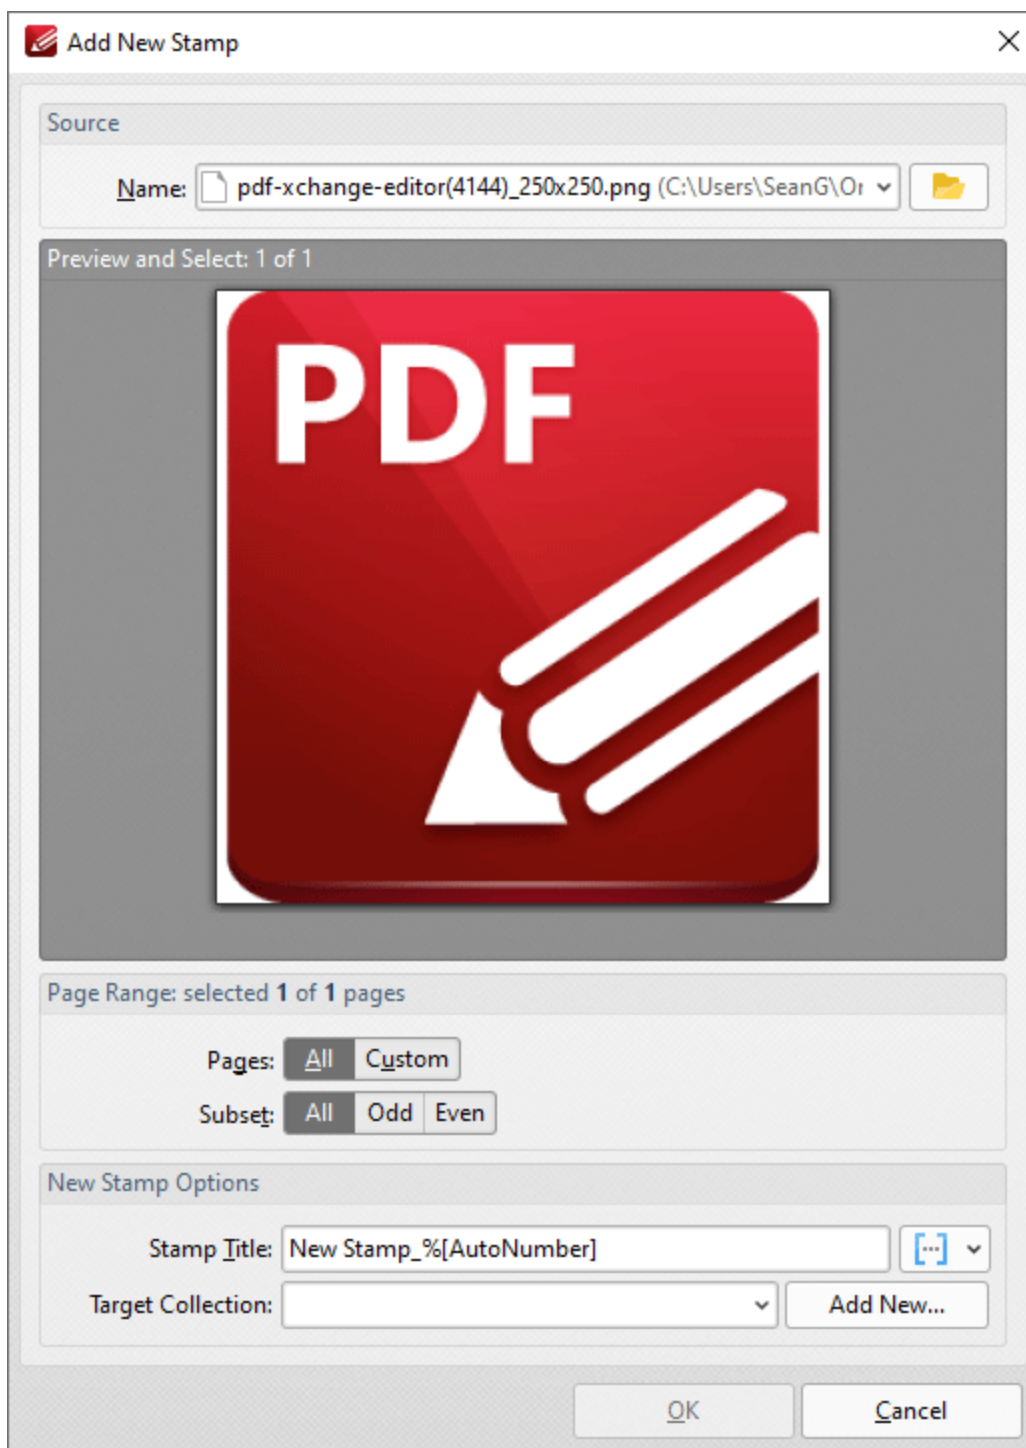 Add New Stamp
Source
Name: pdf-xchange-editor(4144)_250x250.png (C:\Users\SeanG\Or
Preview and Select: 1 of 1
PDF
Page Range: selected 1 of 1 pages
Pages: All Custom
Subset: All Odd Even
New Stamp Options
Stamp Title: New Stamp_%[AutoNumber]
Target Collection: Add New...
OK Cancel